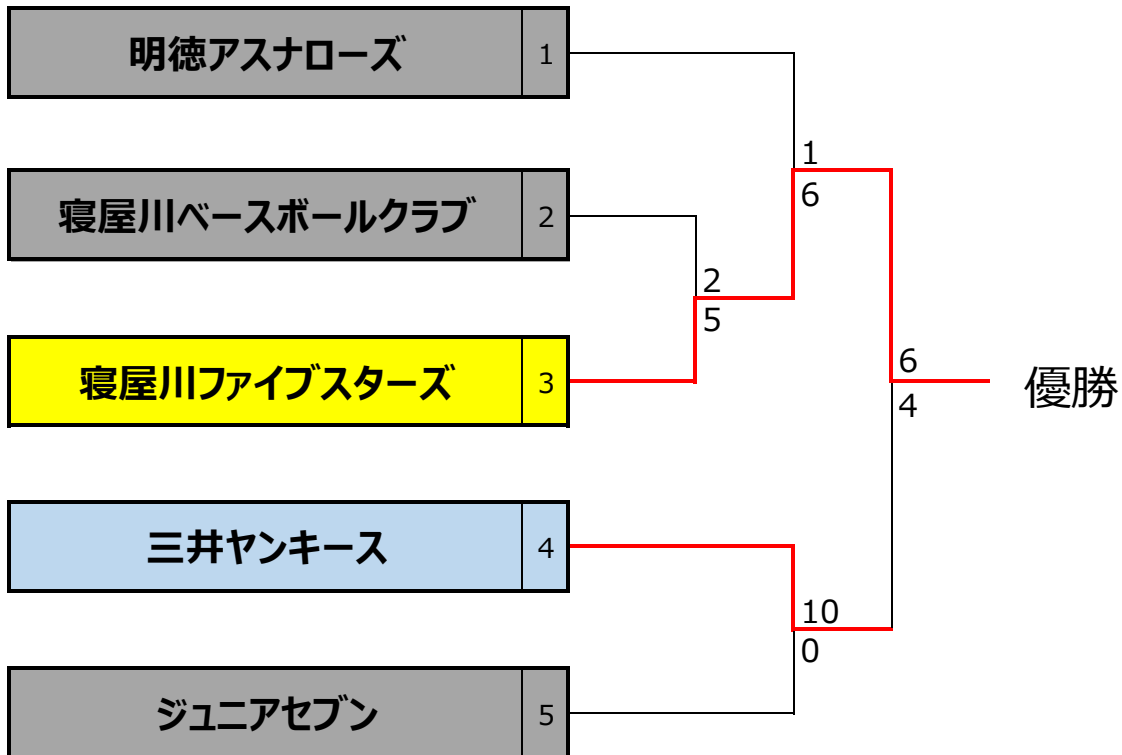 明徳アスナローズ 1
1
6
寝屋川ベースボールクラブ 2
2
5
寝屋川ファイブスターズ 3
6
4
優勝
三井ヤンキース 4
10
0
ジュニアセブン 5